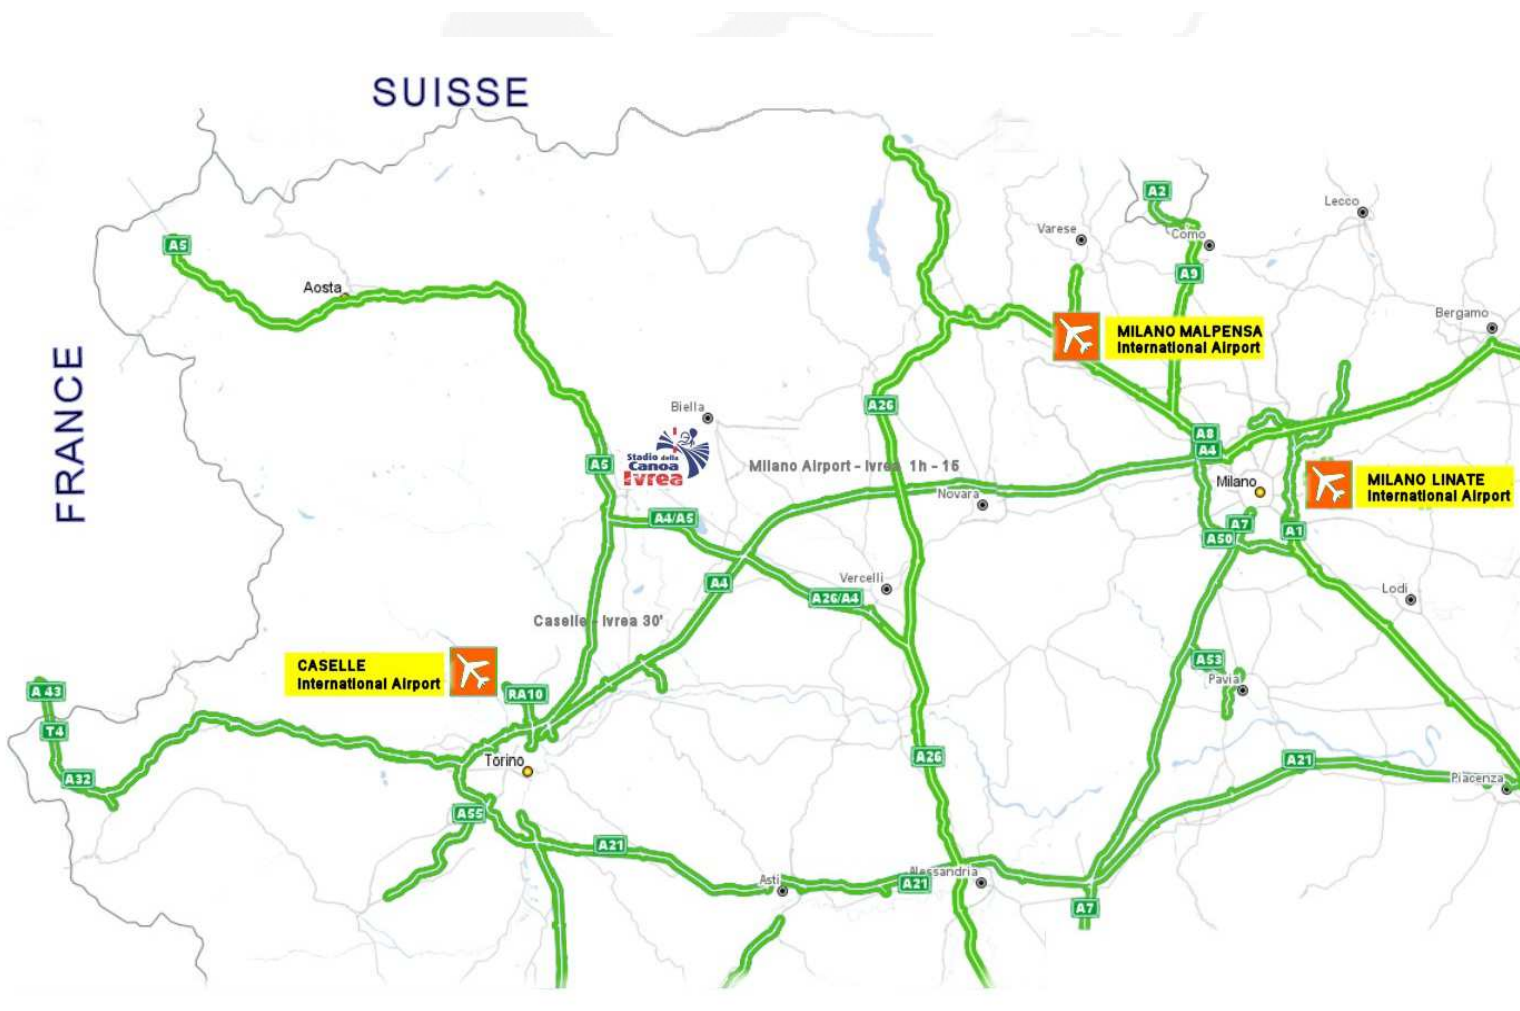 SUISSE
FRANCE
A2
Lecco
Varese
Como
A5
A9
Aosta
Bergamo
MILANO MALPENSA
International Airport
Biella
A26
A8
A4
Stadio della
Canoa
Ivrea
A5
Milano Airport - Ivrea 1h - 15
Milano
MILANO LINATE
International Airport
Novara
A4/A5
A7
A50
A1
Vercelli
A4
A26/A4
Lodi
Caselle - Ivrea 30'
CASELLE
International Airport
A53
Pavia
A 43
RA10
T4
Torino
A26
A21
A32
Piacenza
A55
A21
Asti
Alessandria
A21
A7